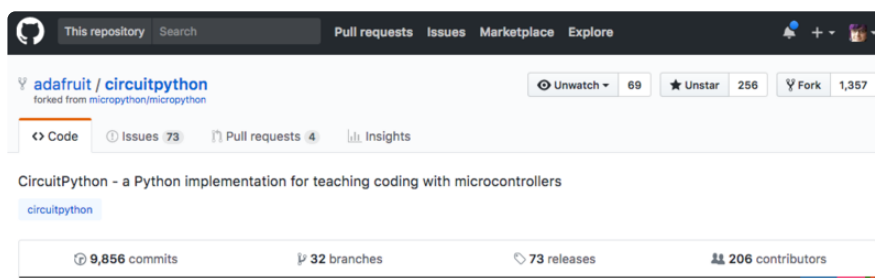 This repository Search Pull requests Issues Marketplace Explore
adafruit / circuitpython Unwatch 69 Unstar 256 Fork 1,357
forked from micropython/micropython
<> Code Issues 73 Pull requests 4 Insights
CircuitPython - a Python implementation for teaching coding with microcontrollers
circuitpython
9,856 commits 32 branches 73 releases 206 contributors